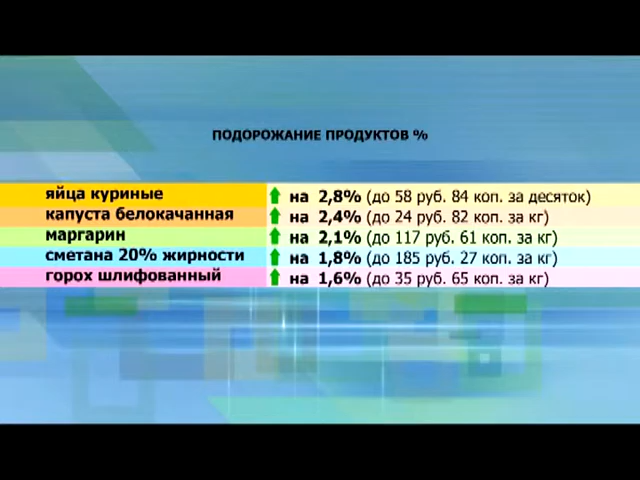 ПОДОРОЖАНИЕ ПРОДУКТОВ %
яйца куриные на 2,8% (до 58 руб. 84 коп. за десяток)
капуста белокачанная на 2,4% (до 24 руб. 82 коп. за кг)
маргарин на 2,1% (до 117 руб. 61 коп. за кг)
сметана 20% жирности на 1,8% (до 185 руб. 27 коп. за кг)
горох шлифованный на 1,6% (до 35 руб. 65 коп. за кг)